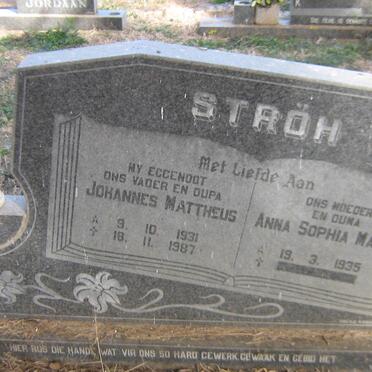 JORDAAN
STRÖH
Met Liefde Aan
MY EGGENOOT
ONS VADER EN OUPA
JOHANNES MATTHEUS
* 9. 10. 1931
† 16. 11. 1987
ONS MOEDER
EN OUMA
ANNA SOPHIA MA
* 19. 3. 1935
†
HIER RUS DIE HANDE WAT VIR ONS SO HARD GEWERK GEWAAK EN GEBID HET